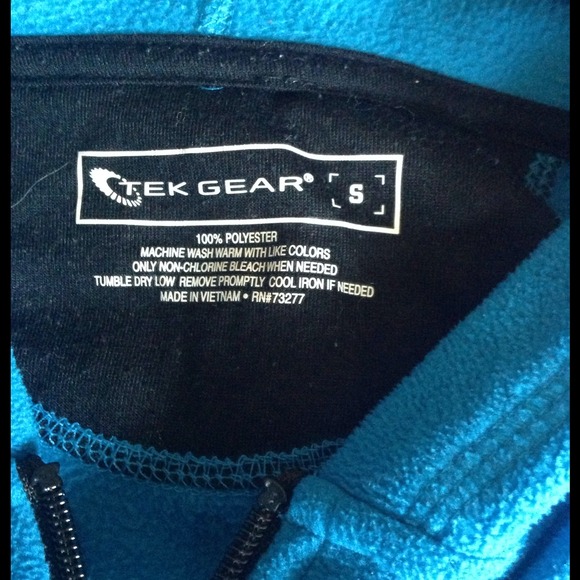 TEK GEAR® S
100% POLYESTER
MACHINE WASH WARM WITH LIKE COLORS
ONLY NON-CHLORINE BLEACH WHEN NEEDED
TUMBLE DRY LOW REMOVE PROMPTLY COOL IRON IF NEEDED
MADE IN VIETNAM • RN#73277